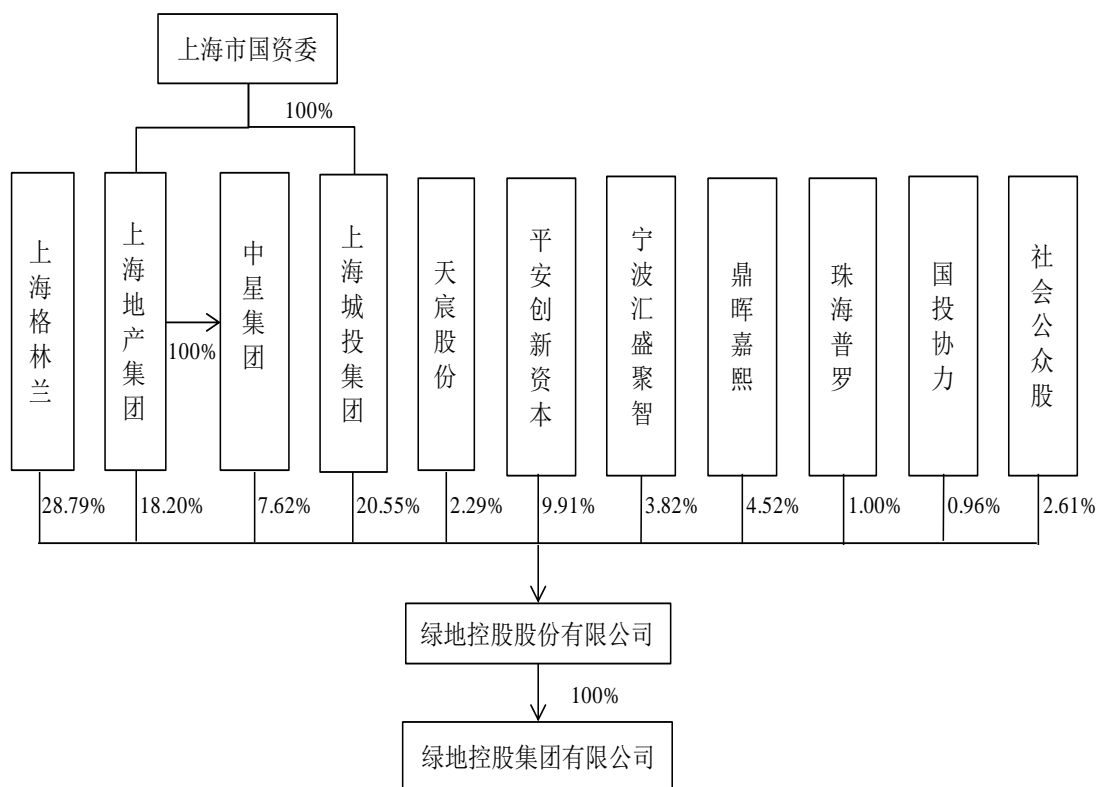 上海市国资委
100%
上海格林兰
上海地产集团
100%
中星集团
上海城投集团
天宸股份
平安创新资本
宁波汇盛聚智
鼎晖嘉熙
珠海普罗
国投协力
社会公众股
28.79%
18.20%
7.62%
20.55%
2.29%
9.91%
3.82%
4.52%
1.00%
0.96%
2.61%
绿地控股股份有限公司
100%
绿地控股集团有限公司